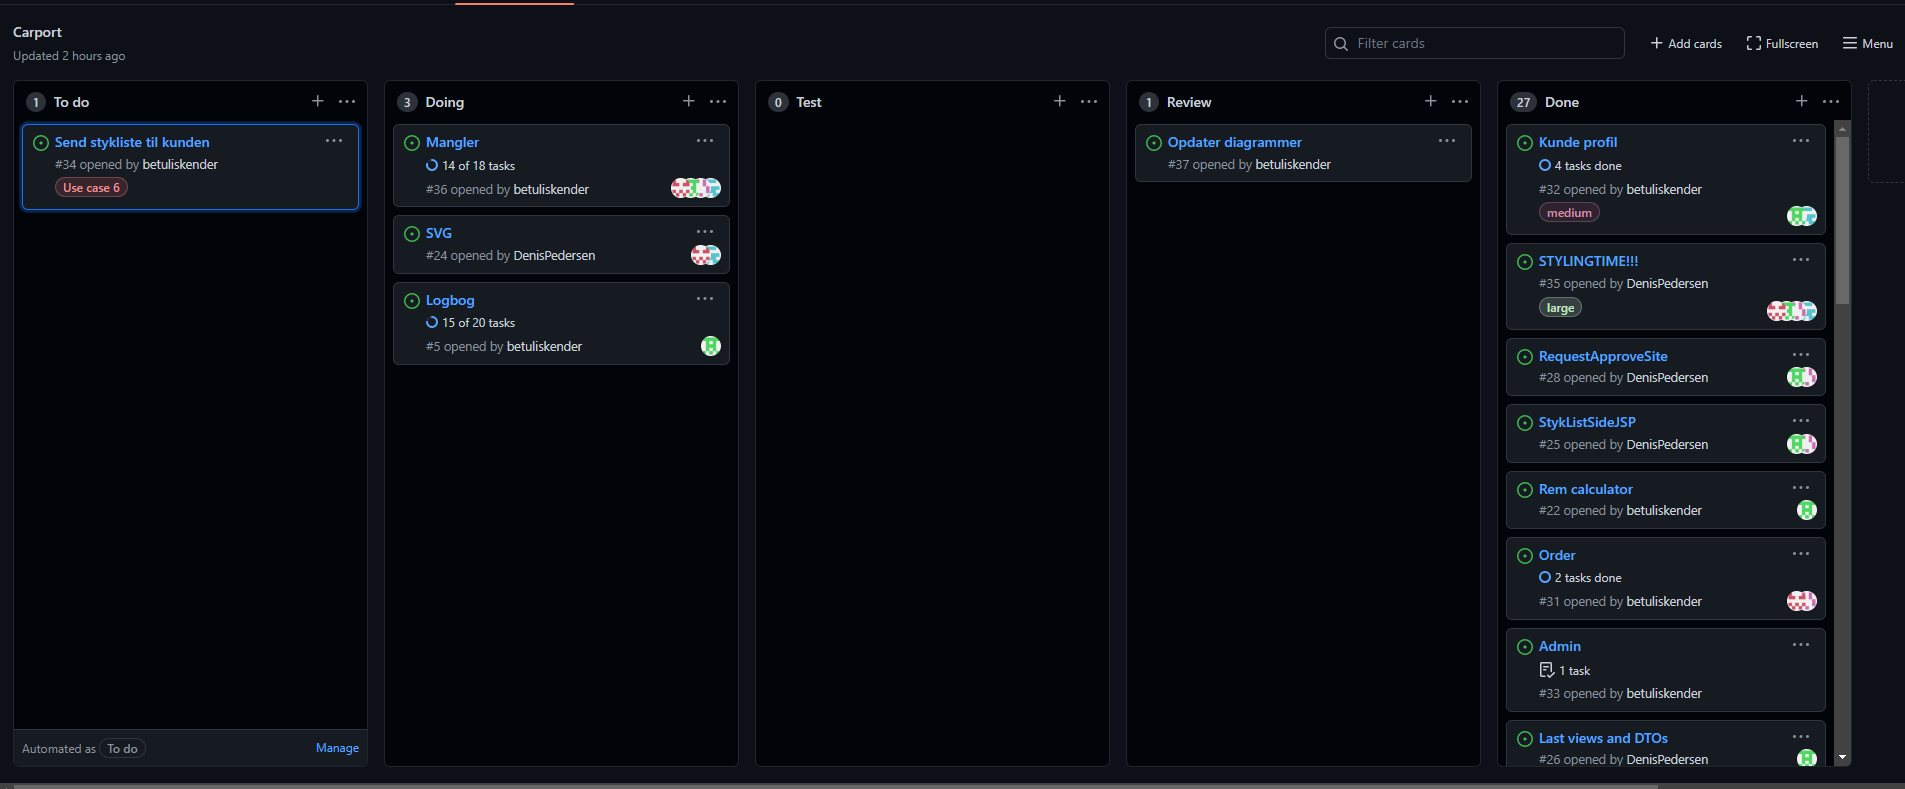 Carport
Updated 2 hours ago
Filter cards
Add cards
Fullscreen
Menu
1 To do
Send stykliste til kunden
#34 opened by betuliskender
Use case 6
Automated as To do
Manage
3 Doing
Mangler
14 of 18 tasks
#36 opened by betuliskender
SVG
#24 opened by DenisPedersen
Logbog
15 of 20 tasks
#5 opened by betuliskender
0 Test
1 Review
Opdater diagrammer
#37 opened by betuliskender
27 Done
Kunde profil
4 tasks done
#32 opened by betuliskender
medium
STYLINGTIME!!!
#35 opened by DenisPedersen
large
RequestApproveSite
#28 opened by DenisPedersen
StykListSideJSP
#25 opened by DenisPedersen
Rem calculator
#22 opened by betuliskender
Order
2 tasks done
#31 opened by betuliskender
Admin
1 task
#33 opened by betuliskender
Last views and DTOs
#26 opened by DenisPedersen